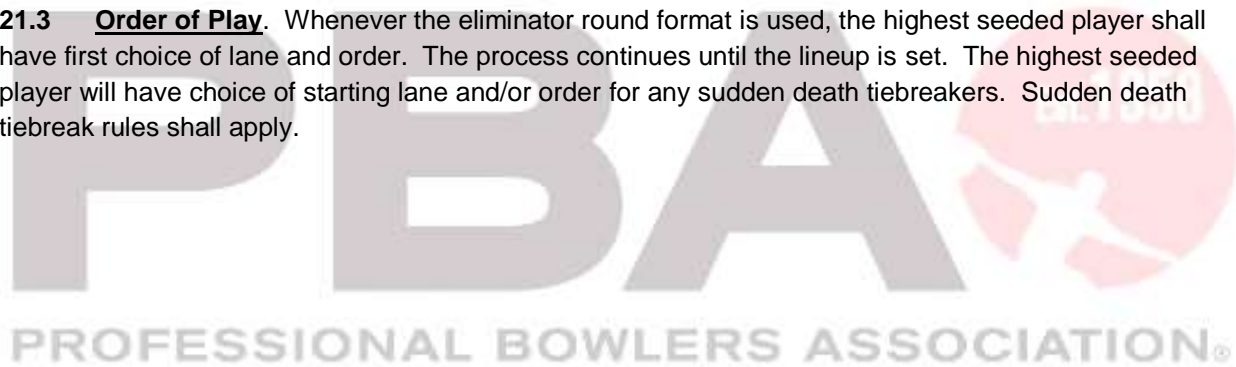 21.3 Order of Play. Whenever the eliminator round format is used, the highest seeded player shall
have first choice of lane and order. The process continues until the lineup is set. The highest seeded
player will have choice of starting lane and/or order for any sudden death tiebreakers. Sudden death
tiebreak rules shall apply.
EST.1958
PBA
PROFESSIONAL BOWLERS ASSOCIATION®